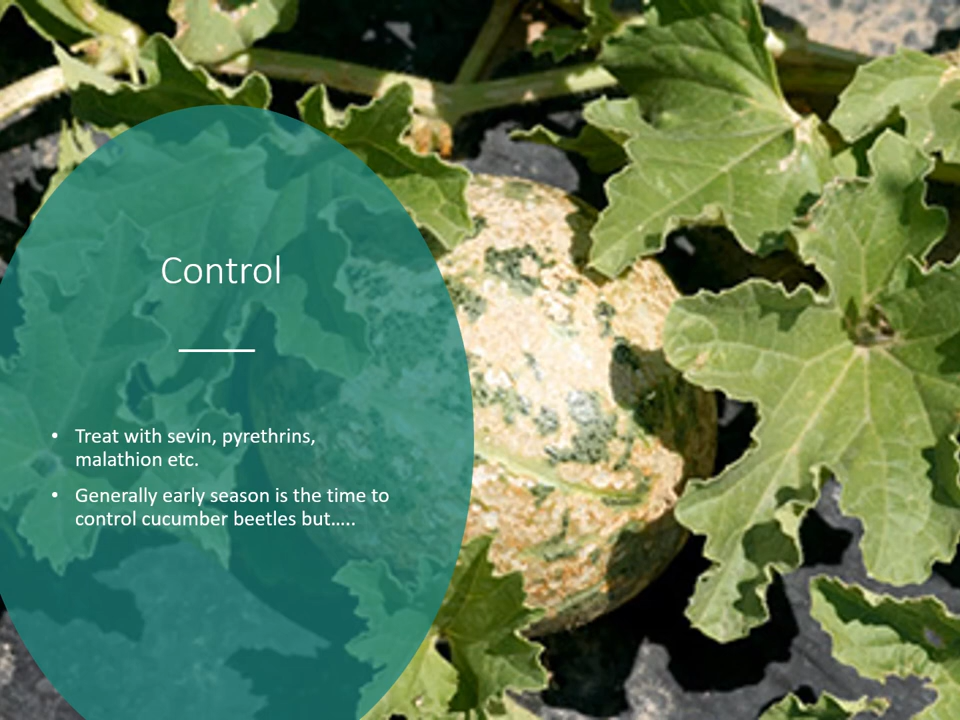 Control
• Treat with sevin, pyrethrins,
malathion etc.
• Generally early season is the time to
control cucumber beetles but…..